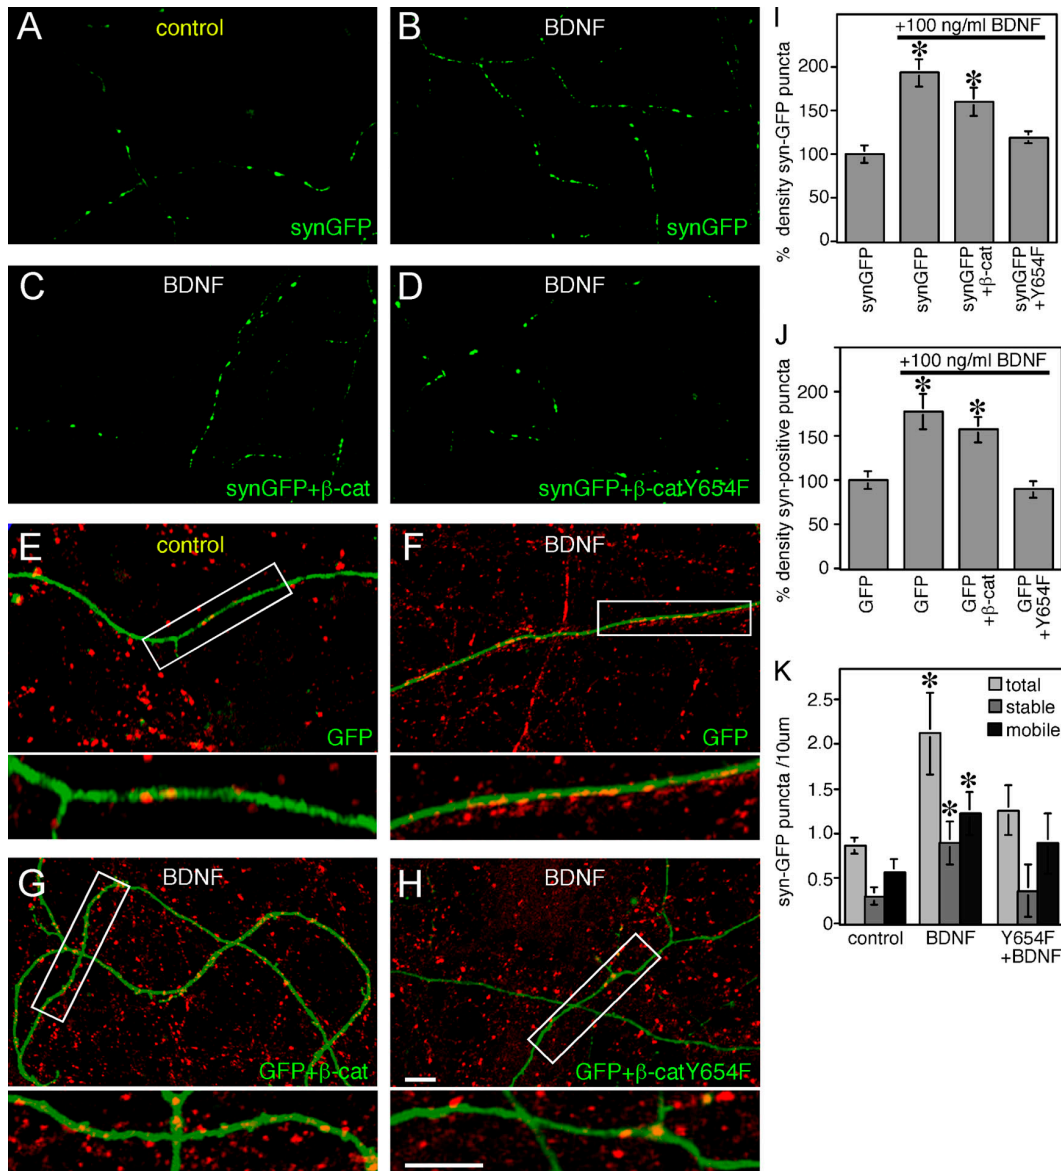 A
control
synGFP
B
BDNF
synGFP
C
BDNF
synGFP+β-cat
D
BDNF
synGFP+β-catY654F
E
control
GFP
F
BDNF
GFP
G
BDNF
GFP+β-cat
H
BDNF
GFP+β-catY654F
I
+100 ng/ml BDNF
% density syn-GFP puncta
200
150
100
50
0
*
*
synGFP
synGFP
synGFP
+β-cat
synGFP
+Y654F
J
+100 ng/ml BDNF
% density syn-positive puncta
200
150
100
50
0
*
*
GFP
GFP
GFP
+β-cat
GFP
+Y654F
K
syn-GFP puncta /10um
2.5
2.0
1.5
1.0
0.5
0
*
*
*
total
stable
mobile
control
BDNF
Y654F
+BDNF